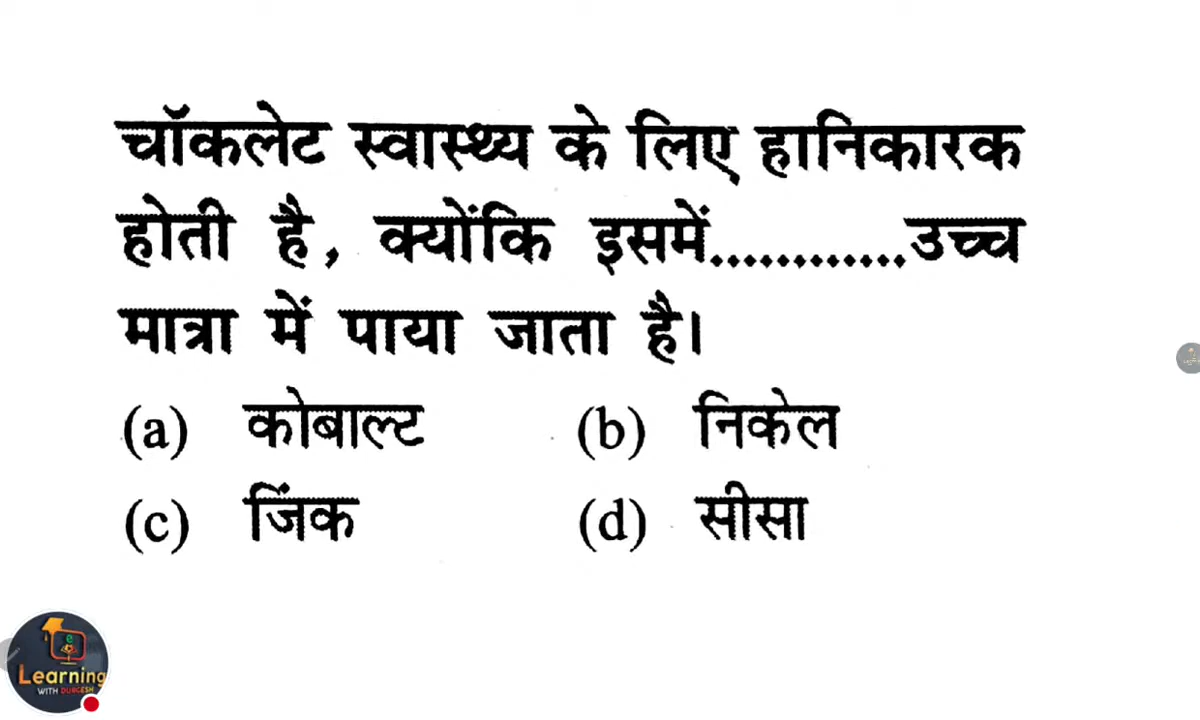 चॉकलेट स्वास्थ्य के लिए हानिकारक
होती है, क्योंकि इसमें............उच्च
मात्रा में पाया जाता है।
(a) कोबाल्ट (b) निकेल
(c) जिंक (d) सीसा
Learning
WITH DURGESH